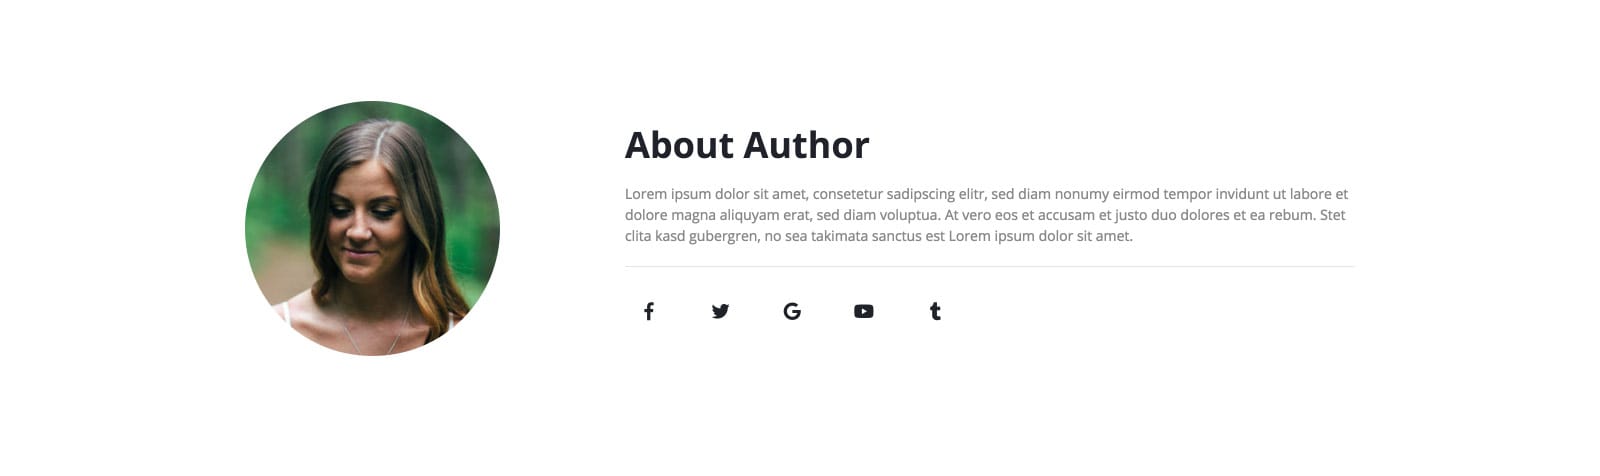 About Author
Lorem ipsum dolor sit amet, consetetur sadipscing elitr, sed diam nonumy eirmod tempor invidunt ut labore et
dolore magna aliquyam erat, sed diam voluptua. At vero eos et accusam et justo duo dolores et ea rebum. Stet
clita kasd gubergren, no sea takimata sanctus est Lorem ipsum dolor sit amet.